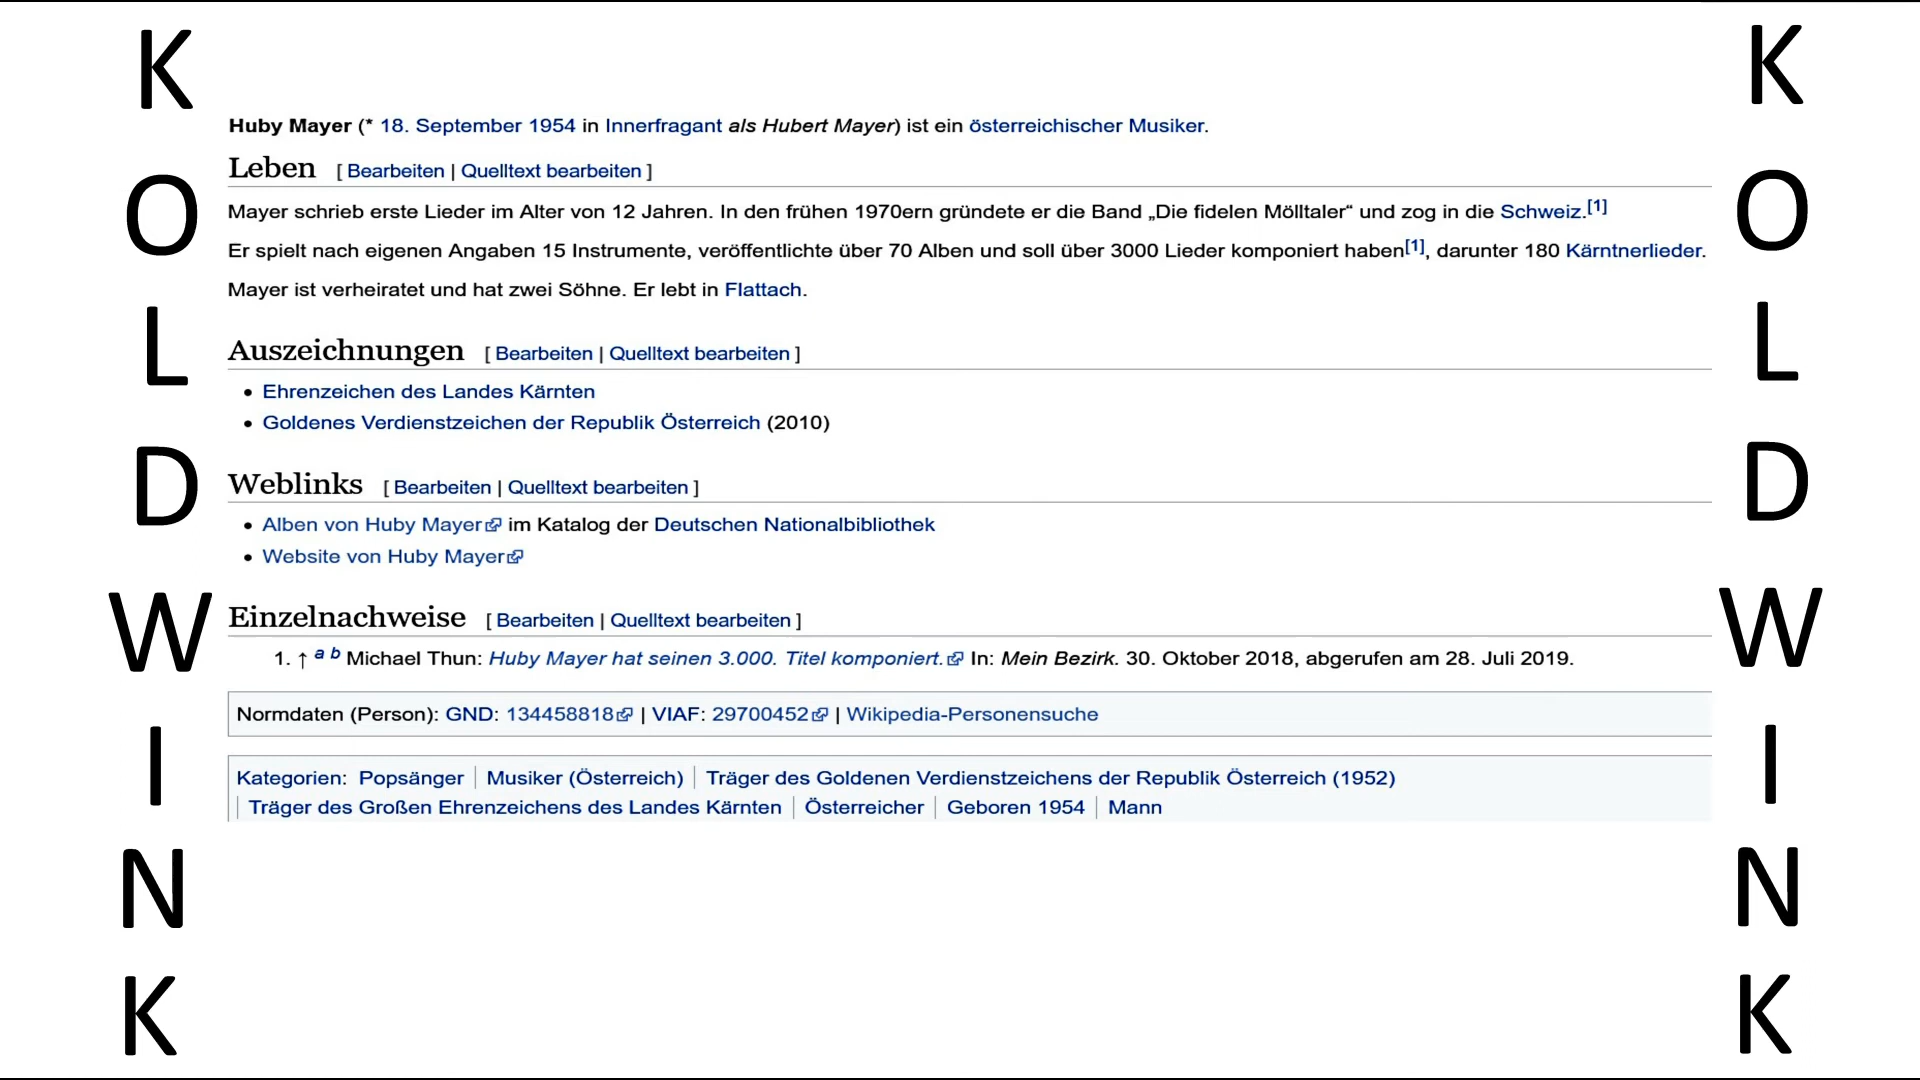 K
O
L
D
W
I
N
K
Huby Mayer (* 18. September 1954 in Innerfragant als Hubert Mayer) ist ein österreichischer Musiker.
Leben [ Bearbeiten | Quelltext bearbeiten ]
Mayer schrieb erste Lieder im Alter von 12 Jahren. In den frühen 1970ern gründete er die Band „Die fidelen Mölltaler“ und zog in die Schweiz.[1]
Er spielt nach eigenen Angaben 15 Instrumente, veröffentlichte über 70 Alben und soll über 3000 Lieder komponiert haben[1], darunter 180 Kärntnerlieder.
Mayer ist verheiratet und hat zwei Söhne. Er lebt in Flattach.
Auszeichnungen [ Bearbeiten | Quelltext bearbeiten ]
• Ehrenzeichen des Landes Kärnten
• Goldenes Verdienstzeichen der Republik Österreich (2010)
Weblinks [ Bearbeiten | Quelltext bearbeiten ]
• Alben von Huby Mayer im Katalog der Deutschen Nationalbibliothek
• Website von Huby Mayer
Einzelnachweise [ Bearbeiten | Quelltext bearbeiten ]
1. ↑ a b Michael Thun: Huby Mayer hat seinen 3.000. Titel komponiert. In: Mein Bezirk. 30. Oktober 2018, abgerufen am 28. Juli 2019.
Normdaten (Person): GND: 134458818 | VIAF: 29700452 | Wikipedia-Personensuche
Kategorien: Popsänger | Musiker (Österreich) | Träger des Goldenen Verdienstzeichens der Republik Österreich (1952)
| Träger des Großen Ehrenzeichens des Landes Kärnten | Österreicher | Geboren 1954 | Mann
K
O
L
D
W
I
N
K